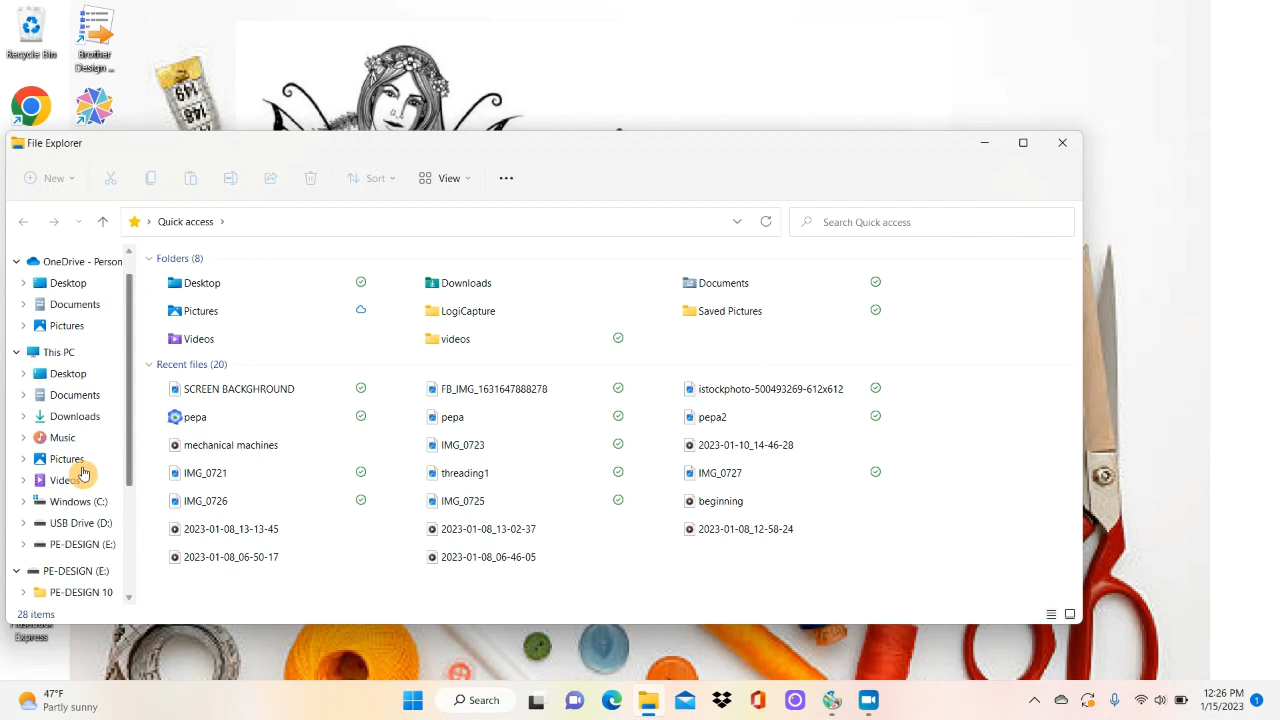 Recycle Bin
Brother
Design ...
File Explorer
New
Sort
View
Quick access
Search Quick access
OneDrive - Person
Desktop
Documents
Pictures
This PC
Desktop
Documents
Downloads
Music
Pictures
Videos
Windows (C:)
USB Drive (D:)
PE-DESIGN (E:)
PE-DESIGN (E:)
PE-DESIGN 10
Folders (8)
Desktop
Downloads
Documents
Pictures
LogiCapture
Saved Pictures
Videos
videos
Recent files (20)
SCREEN BACKGHROUND
FB_IMG_1631647888278
istockphoto-500493269-612x612
pepa
pepa
pepa2
mechanical machines
IMG_0723
2023-01-10_14-46-28
IMG_0721
threading1
IMG_0727
IMG_0726
IMG_0725
beginning
2023-01-08_13-13-45
2023-01-08_13-02-37
2023-01-08_12-58-24
2023-01-08_06-50-17
2023-01-08_06-46-05
28 items
Express
47°F
Partly sunny
Search
12:26 PM
1/15/2023
1